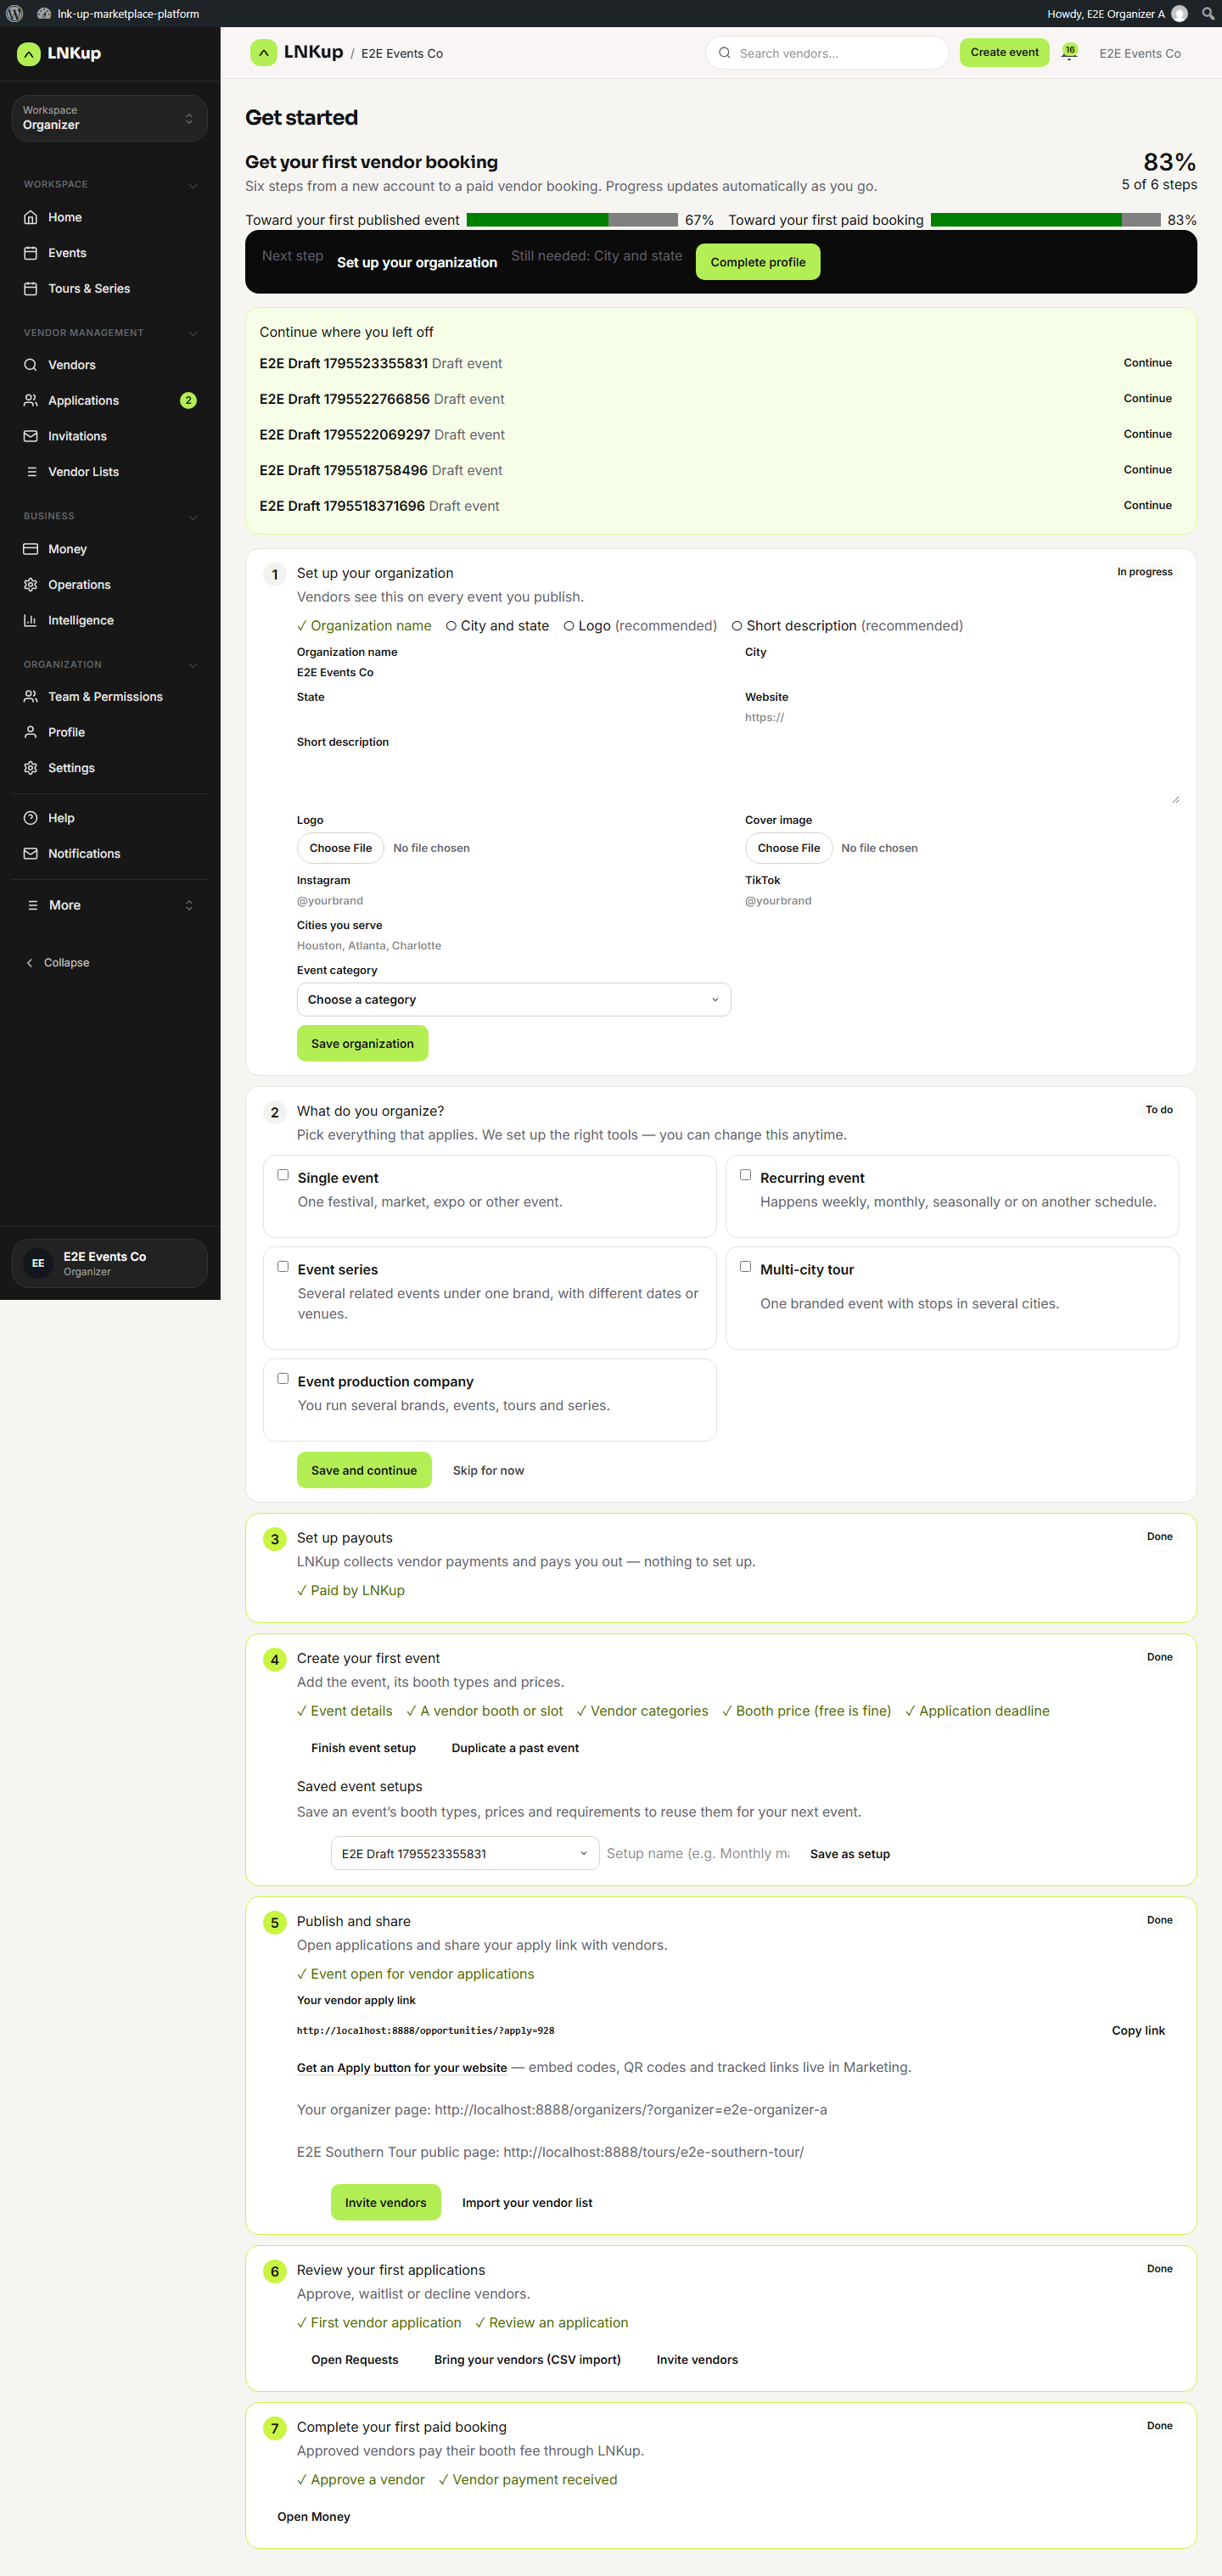 lnk-up-marketplace-platform
Howdy, E2E Organizer A
LNKup
LNKup / E2E Events Co
Search vendors...
Create event
16
E2E Events Co
Workspace
Organizer
WORKSPACE
Home
Events
Tours & Series
VENDOR MANAGEMENT
Vendors
Applications
2
Invitations
Vendor Lists
BUSINESS
Money
Operations
Intelligence
ORGANIZATION
Team & Permissions
Profile
Settings
Help
Notifications
More
Collapse
EE
E2E Events Co
Organizer
Get started
Get your first vendor booking
83%
Six steps from a new account to a paid vendor booking. Progress updates automatically as you go.
5 of 6 steps
Toward your first published event 67% Toward your first paid booking 83%
Next step Set up your organization Still needed: City and state Complete profile
Continue where you left off
E2E Draft 1795523355831 Draft event Continue
E2E Draft 1795522766856 Draft event Continue
E2E Draft 1795522069297 Draft event Continue
E2E Draft 1795518758496 Draft event Continue
E2E Draft 1795518371696 Draft event Continue
1 Set up your organization In progress
Vendors see this on every event you publish.
✓ Organization name ○ City and state ○ Logo (recommended) ○ Short description (recommended)
Organization name City
E2E Events Co
State Website
https://
Short description
Logo Cover image
Choose File No file chosen Choose File No file chosen
Instagram TikTok
@yourbrand @yourbrand
Cities you serve
Houston, Atlanta, Charlotte
Event category
Choose a category
Save organization
2 What do you organize? To do
Pick everything that applies. We set up the right tools — you can change this anytime.
Single event
One festival, market, expo or other event.
Recurring event
Happens weekly, monthly, seasonally or on another schedule.
Event series
Several related events under one brand, with different dates or
venues.
Multi-city tour
One branded event with stops in several cities.
Event production company
You run several brands, events, tours and series.
Save and continue Skip for now
3 Set up payouts Done
LNKup collects vendor payments and pays you out — nothing to set up.
✓ Paid by LNKup
4 Create your first event Done
Add the event, its booth types and prices.
✓ Event details ✓ A vendor booth or slot ✓ Vendor categories ✓ Booth price (free is fine) ✓ Application deadline
Finish event setup Duplicate a past event
Saved event setups
Save an event’s booth types, prices and requirements to reuse them for your next event.
E2E Draft 1795523355831 Setup name (e.g. Monthly ma Save as setup
5 Publish and share Done
Open applications and share your apply link with vendors.
✓ Event open for vendor applications
Your vendor apply link
http://localhost:8888/opportunities/?apply=928 Copy link
Get an Apply button for your website — embed codes, QR codes and tracked links live in Marketing.
Your organizer page: http://localhost:8888/organizers/?organizer=e2e-organizer-a
E2E Southern Tour public page: http://localhost:8888/tours/e2e-southern-tour/
Invite vendors Import your vendor list
6 Review your first applications Done
Approve, waitlist or decline vendors.
✓ First vendor application ✓ Review an application
Open Requests Bring your vendors (CSV import) Invite vendors
7 Complete your first paid booking Done
Approved vendors pay their booth fee through LNKup.
✓ Approve a vendor ✓ Vendor payment received
Open Money